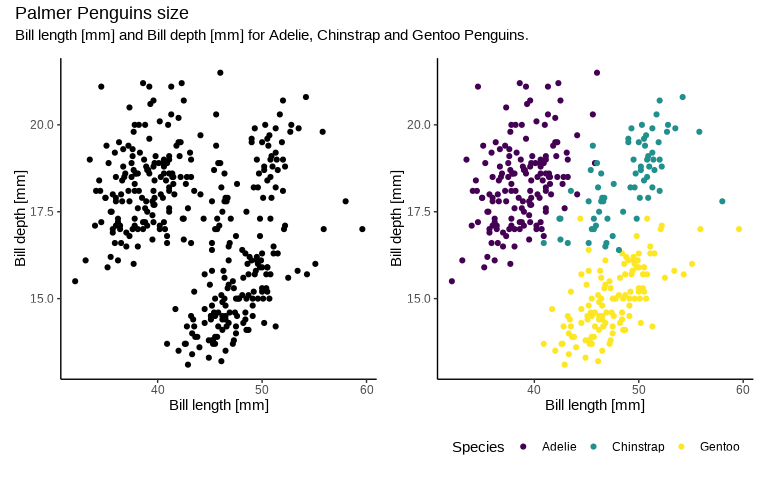 Palmer Penguins size
Bill length [mm] and Bill depth [mm] for Adelie, Chinstrap and Gentoo Penguins.
Bill depth [mm]
20.0
17.5
15.0
40 50 60
Bill length [mm]
Bill depth [mm]
20.0
17.5
15.0
40 50 60
Bill length [mm]
Species Adelie Chinstrap Gentoo